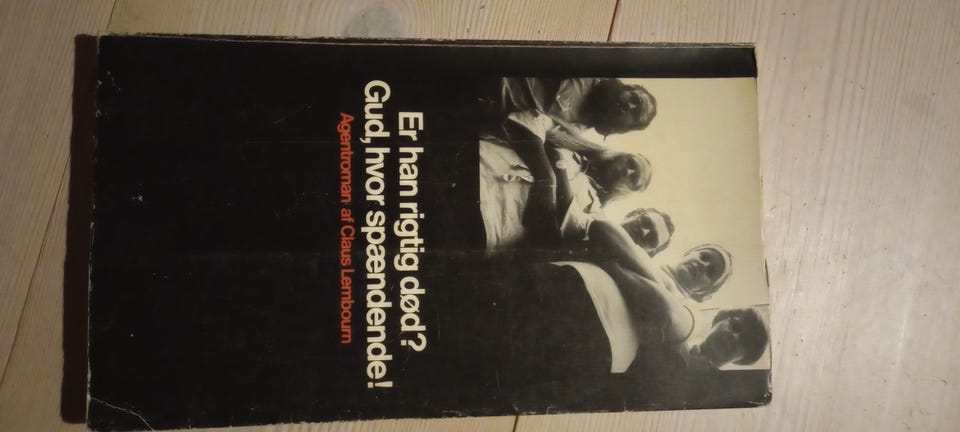 Er han rigtig død?
Gud, hvor spændende!
Agentroman af Claus Lembourn